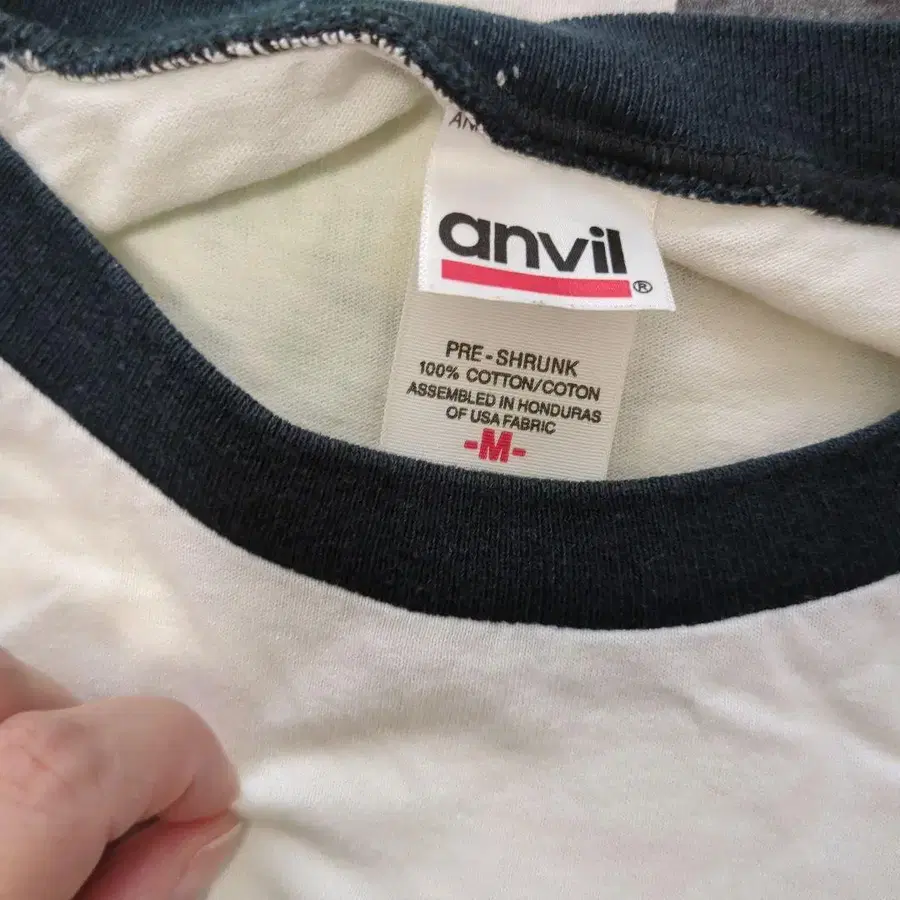 anvil®
PRE-SHRUNK
100% COTTON/COTON
ASSEMBLED IN HONDURAS
OF USA FABRIC
-M-